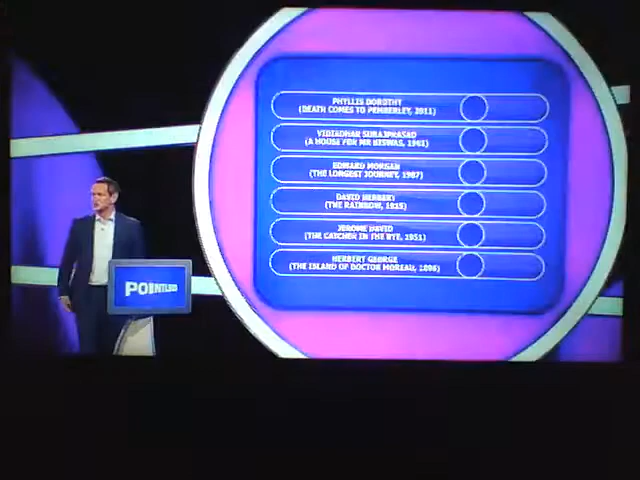 PHYLLIS DOROTHY
(DEATH COMES TO PEMBERLEY, 2011)
VIDIADHAR SURAJPRASAD
(A HOUSE FOR MR BISWAS, 1961)
EDWARD MORGAN
(THE LONGEST JOURNEY, 1907)
DAVID HERBERT
(THE RAINBOW, 1915)
JEROME DAVID
(THE CATCHER IN THE RYE, 1951)
HERBERT GEORGE
(THE ISLAND OF DOCTOR MOREAU, 1896)
POINTLESS